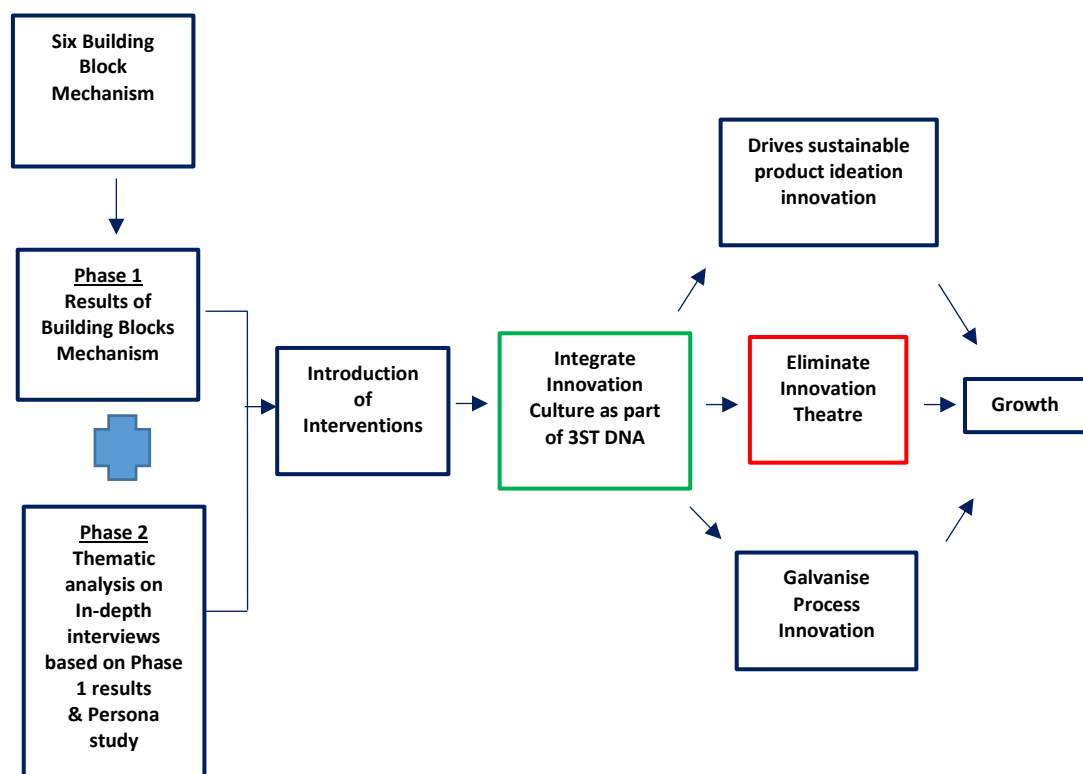 Six Building
Block
Mechanism
Phase 1
Results of
Building Blocks
Mechanism
Phase 2
Thematic
analysis on
In-depth
interviews
based on Phase
1 results
& Persona
study
Introduction
of
Interventions
Integrate
Innovation
Culture as part
of 3ST DNA
Drives sustainable
product ideation
innovation
Eliminate
Innovation
Theatre
Galvanise
Process
Innovation
Growth